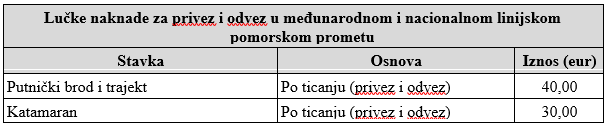 Lučke naknade za privez i odvez u međunarodnom i nacionalnom linijskom
pomorskom prometu
Stavka Osnova Iznos (eur)
Putnički brod i trajekt Po ticanju (privez i odvez) 40,00
Katamaran Po ticanju (privez i odvez) 30,00